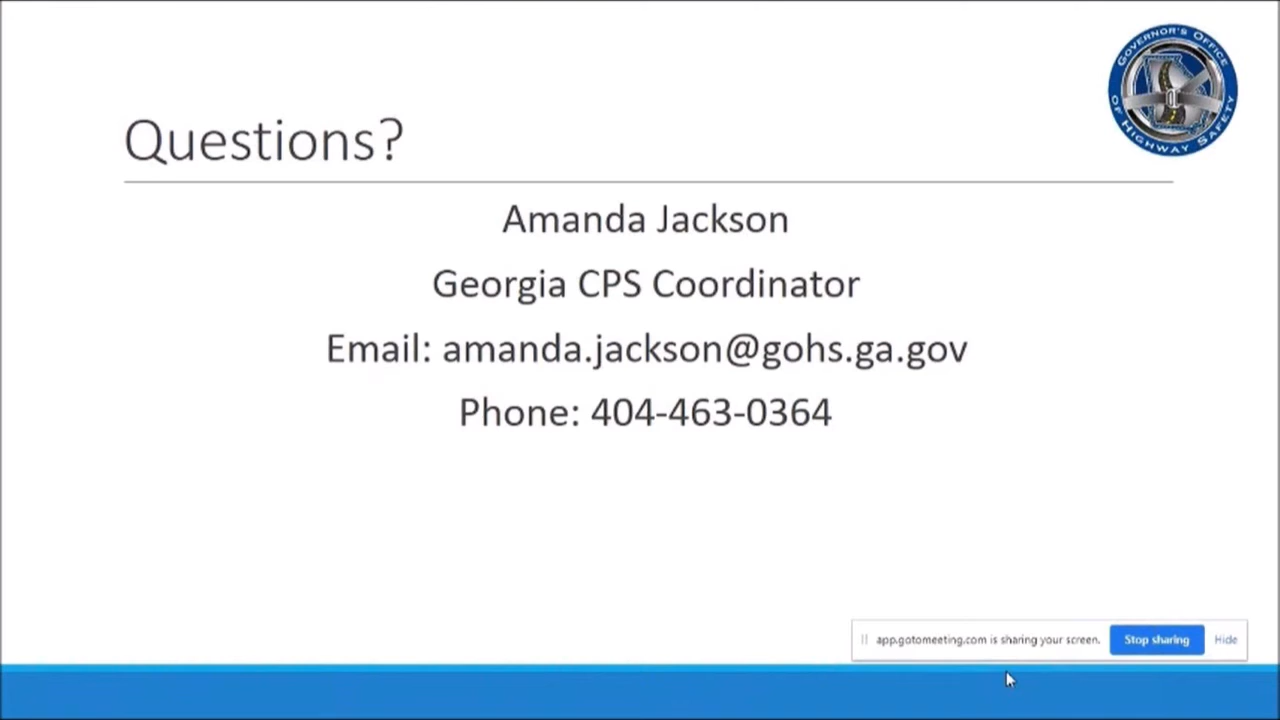 GOVERNOR'S OFFICE
OF HIGHWAY SAFETY
Questions?
Amanda Jackson
Georgia CPS Coordinator
Email: amanda.jackson@gohs.ga.gov
Phone: 404-463-0364
app.gotomeeting.com is sharing your screen. Stop sharing Hide